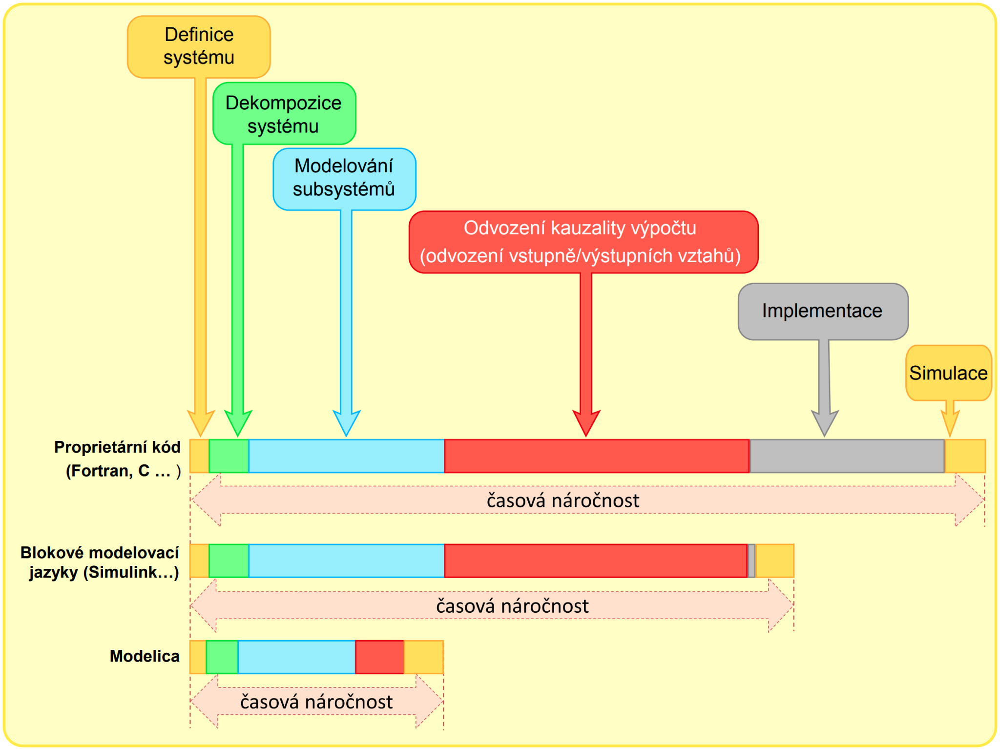 Definice
systému
Dekompozice
systému
Modelování
subsystémů
Odvození kauzality výpočtu
(odvození vstupně/výstupních vztahů)
Implementace
Simulace
Proprietární kód
(Fortran, C … )
časová náročnost
Blokové modelovací
jazyky (Simulink…)
časová náročnost
Modelica
časová náročnost